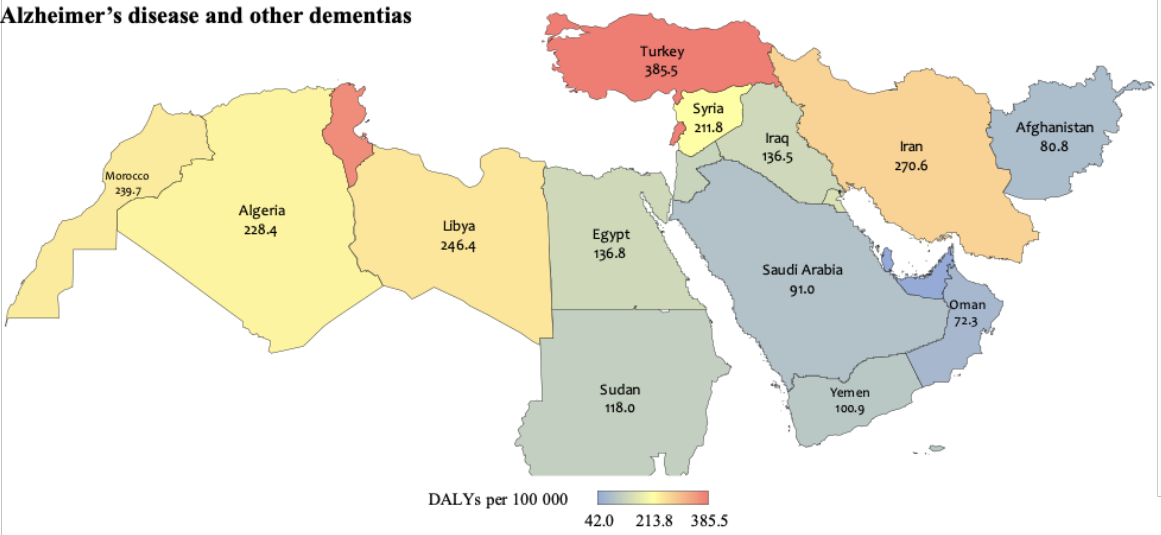 Alzheimer’s disease and other dementias
Turkey
385.5
Syria
211.8
Iraq
136.5
Iran
270.6
Afghanistan
80.8
Morocco
239.7
Algeria
228.4
Libya
246.4
Egypt
136.8
Saudi Arabia
91.0
Oman
72.3
Sudan
118.0
Yemen
100.9
DALYs per 100 000
42.0 213.8 385.5